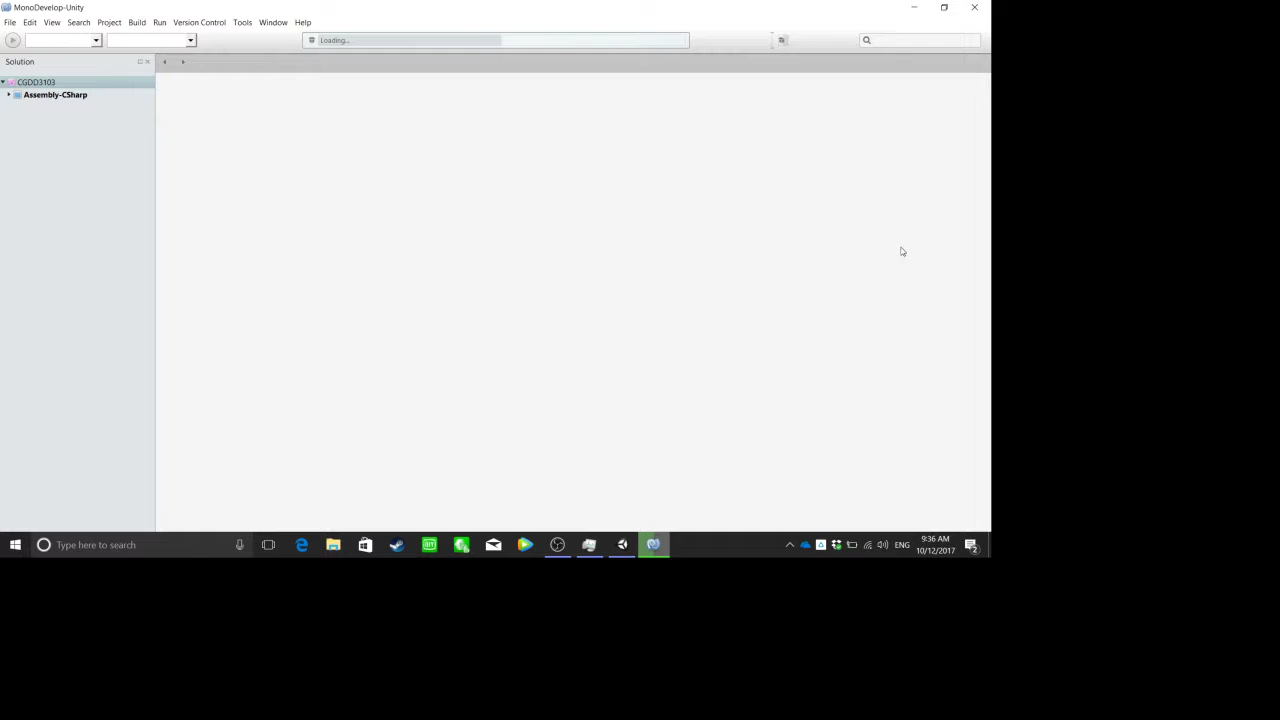 MonoDevelop-Unity
File Edit View Search Project Build Run Version Control Tools Window Help
Loading...
Solution
CGDD3103
Assembly-CSharp
Type here to search
ENG
9:36 AM
10/12/2017
2